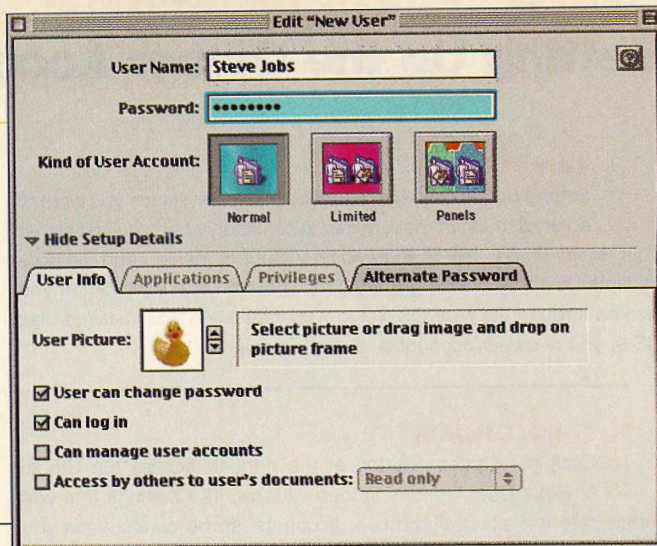 Edit “New User”
User Name: Steve Jobs
Password: ••••••••
Kind of User Account:
Normal Limited Panels
Hide Setup Details
User Info Applications Privileges Alternate Password
User Picture: Select picture or drag image and drop on
picture frame
User can change password
Can log in
Can manage user accounts
Access by others to user's documents: Read only